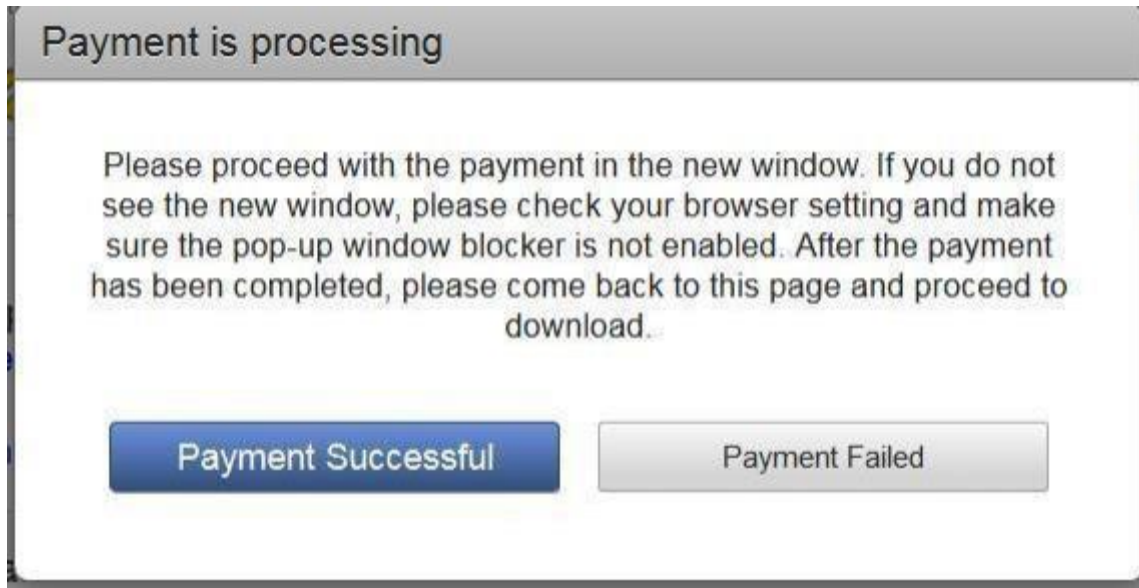 Payment is processing
Please proceed with the payment in the new window. If you do not
see the new window, please check your browser setting and make
sure the pop-up window blocker is not enabled. After the payment
has been completed, please come back to this page and proceed to
download.
Payment Successful
Payment Failed